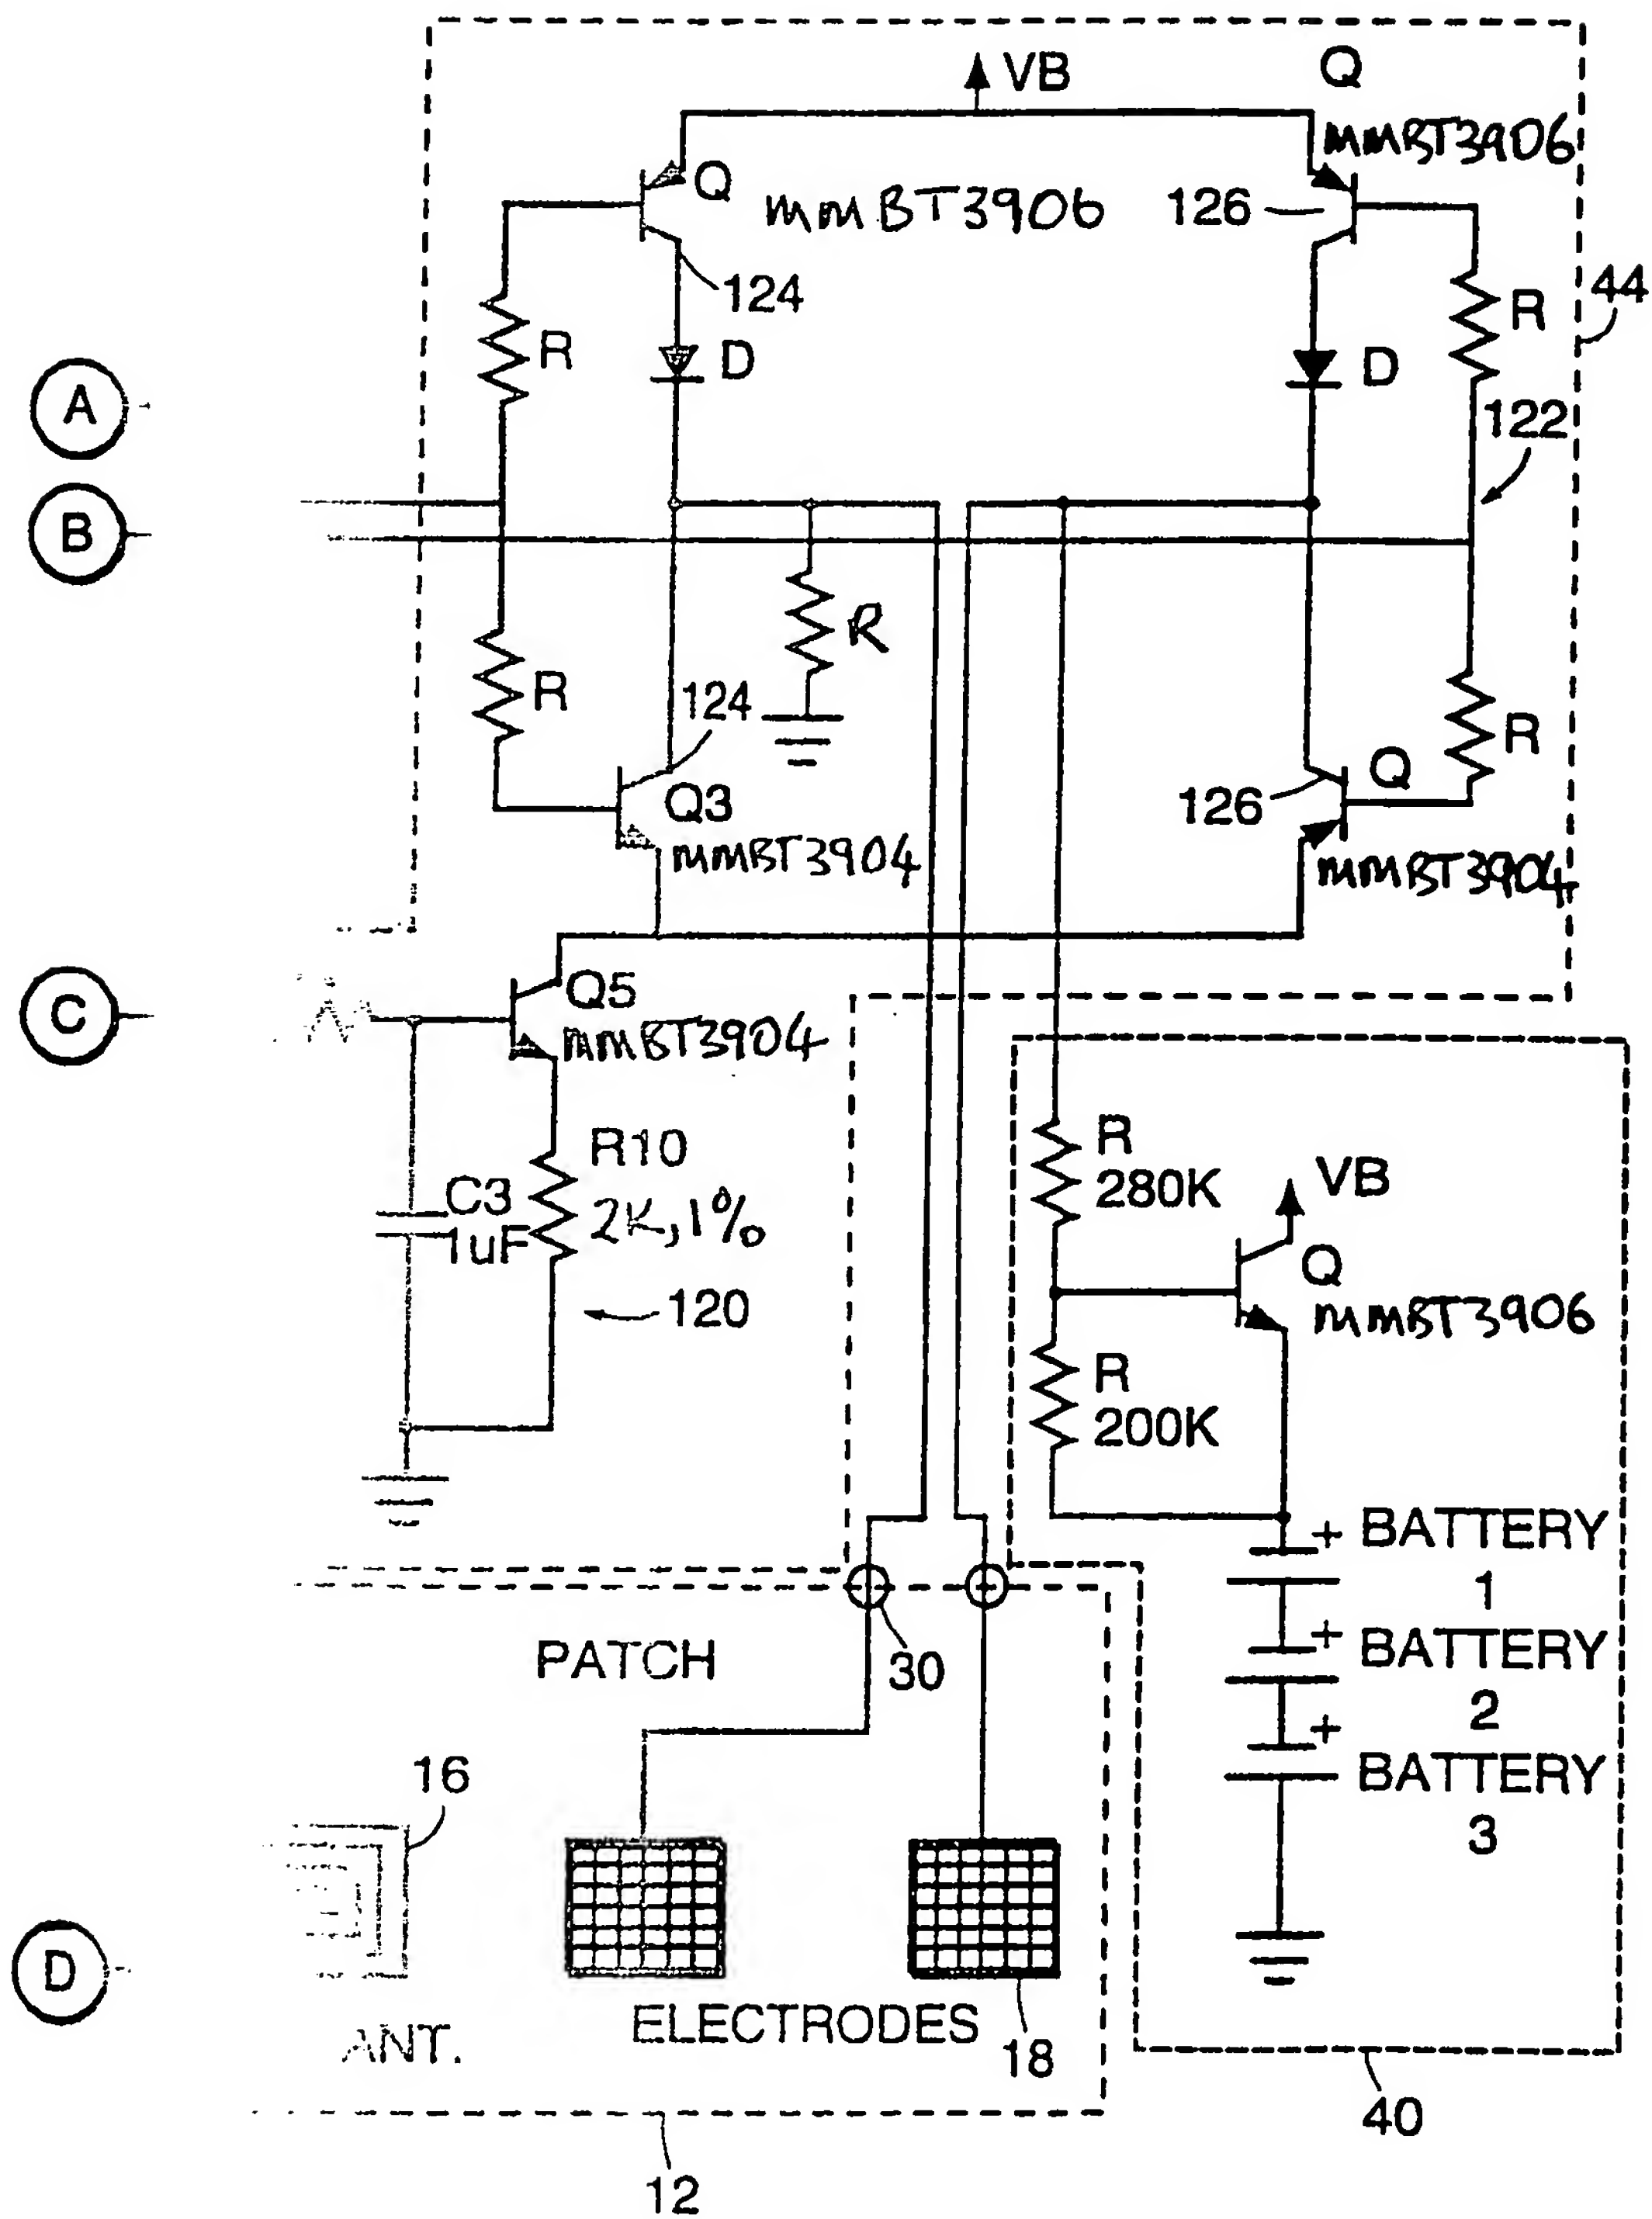 VB
Q
MMBT3906
Q
MMBT3906
126
124
44
R
R
D
D
122
A
B
R
R
124
R
Q3
MMBT3904
126
Q
MMBT3904
C
Q5
MMBT3904
R10
2K, 1%
C3
1uF
120
R
280K
VB
Q
MMBT3906
R
200K
+ BATTERY
1
+ BATTERY
2
+ BATTERY
3
PATCH
30
16
D
ANT.
ELECTRODES
18
12
40